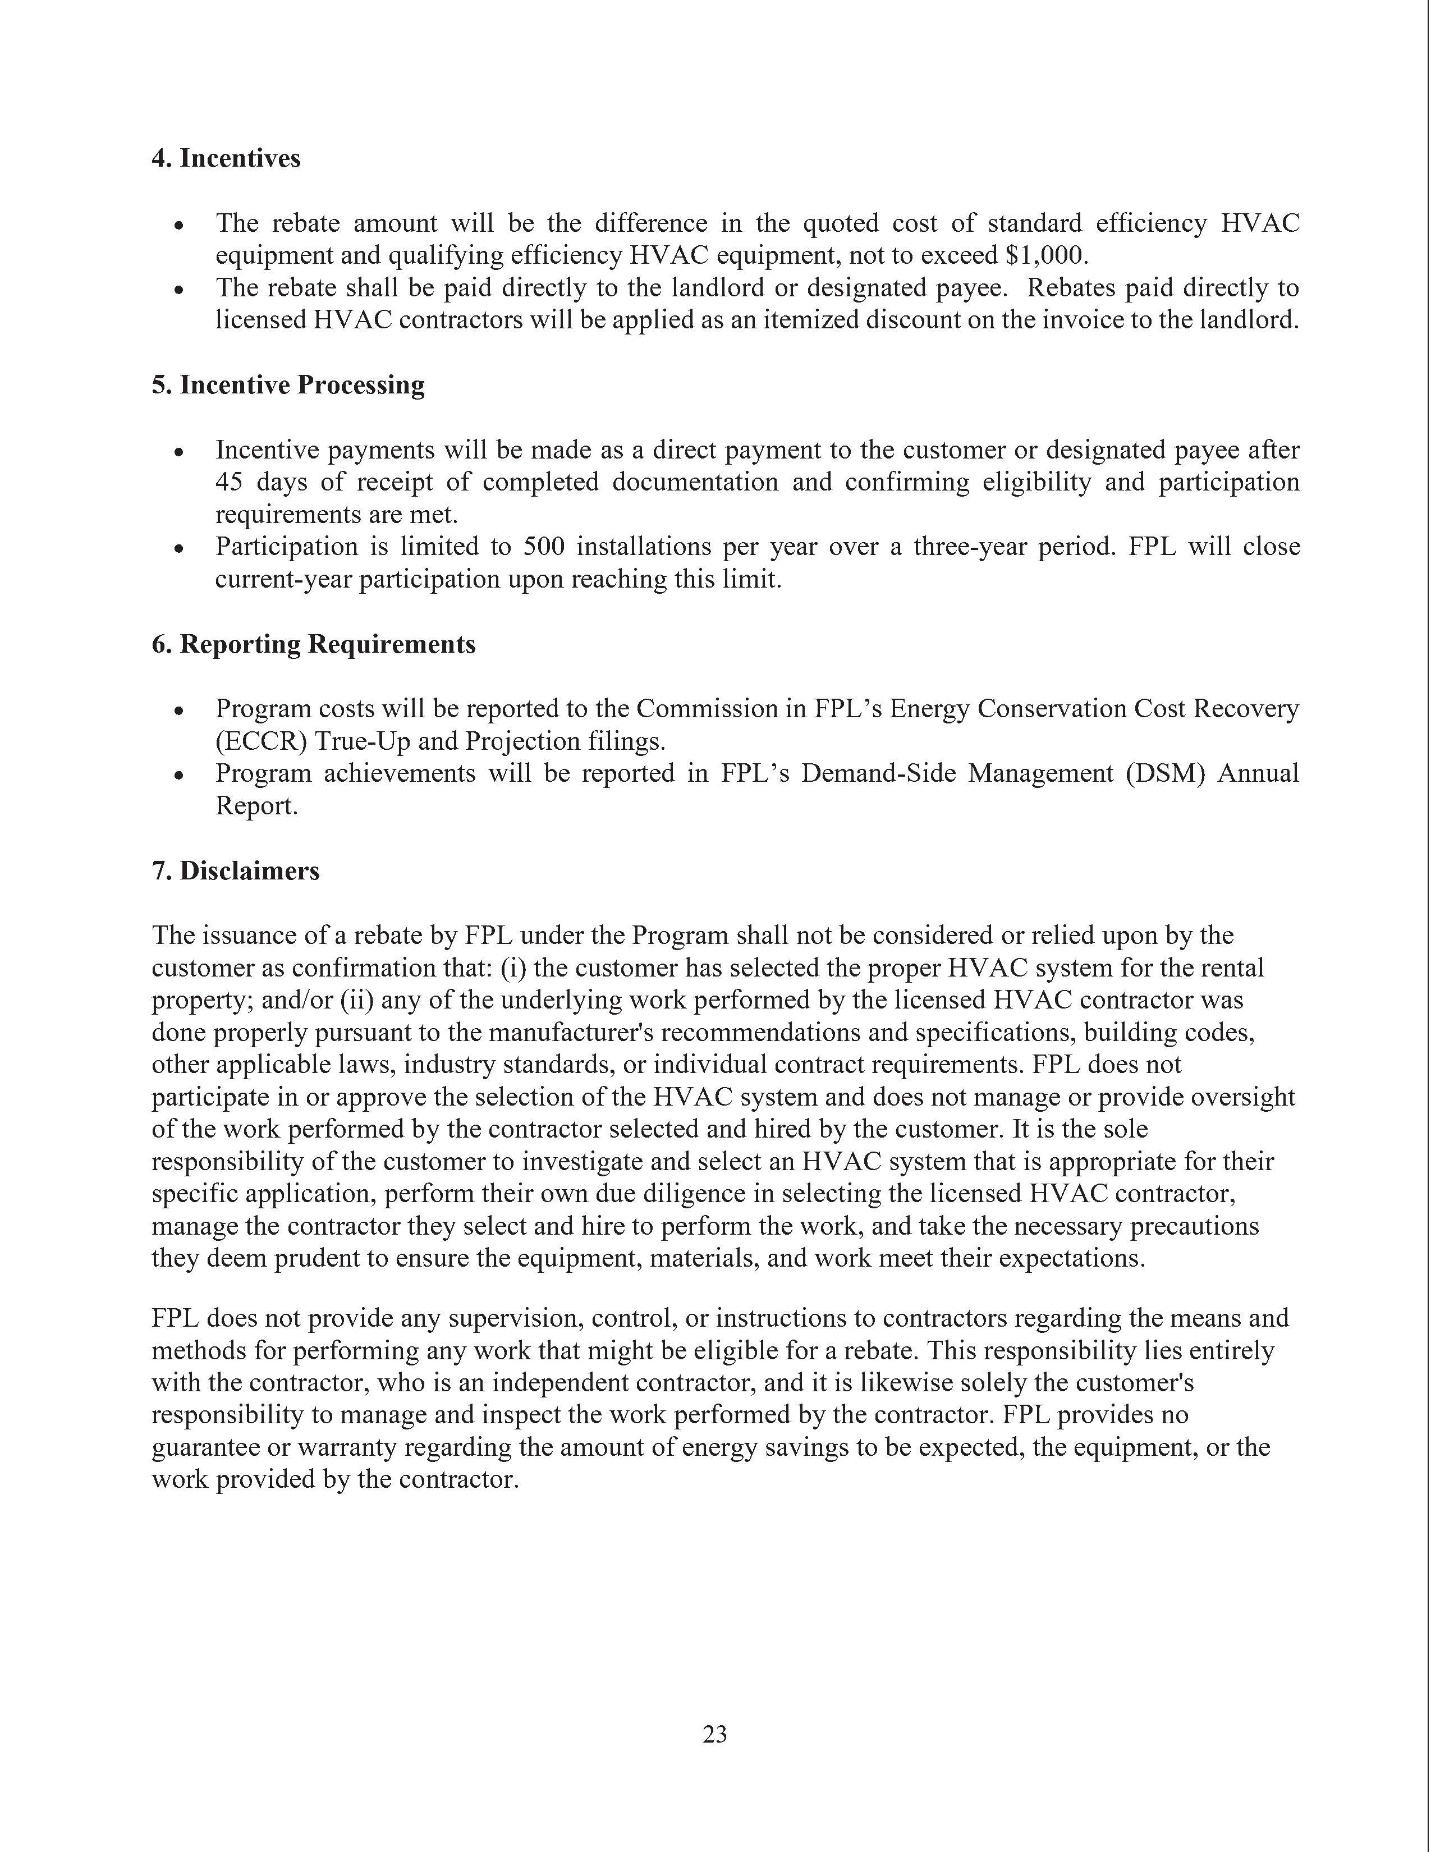 4. Incentives
• The rebate amount will be the difference in the quoted cost of standard efficiency HVAC
equipment and qualifying efficiency HVAC equipment, not to exceed $1,000.
• The rebate shall be paid directly to the landlord or designated payee.  Rebates paid directly to
licensed HVAC contractors will be applied as an itemized discount on the invoice to the landlord.
5. Incentive Processing
• Incentive payments will be made as a direct payment to the customer or designated payee after
45 days of receipt of completed documentation and confirming eligibility and participation
requirements are met.
• Participation is limited to 500 installations per year over a three-year period. FPL will close
current-year participation upon reaching this limit.
6. Reporting Requirements
• Program costs will be reported to the Commission in FPL’s Energy Conservation Cost Recovery
(ECCR) True-Up and Projection filings.
• Program achievements will be reported in FPL’s Demand-Side Management (DSM) Annual
Report.
7. Disclaimers
The issuance of a rebate by FPL under the Program shall not be considered or relied upon by the
customer as confirmation that: (i) the customer has selected the proper HVAC system for the rental
property; and/or (ii) any of the underlying work performed by the licensed HVAC contractor was
done properly pursuant to the manufacturer's recommendations and specifications, building codes,
other applicable laws, industry standards, or individual contract requirements. FPL does not
participate in or approve the selection of the HVAC system and does not manage or provide oversight
of the work performed by the contractor selected and hired by the customer. It is the sole
responsibility of the customer to investigate and select an HVAC system that is appropriate for their
specific application, perform their own due diligence in selecting the licensed HVAC contractor,
manage the contractor they select and hire to perform the work, and take the necessary precautions
they deem prudent to ensure the equipment, materials, and work meet their expectations.
FPL does not provide any supervision, control, or instructions to contractors regarding the means and
methods for performing any work that might be eligible for a rebate. This responsibility lies entirely
with the contractor, who is an independent contractor, and it is likewise solely the customer's
responsibility to manage and inspect the work performed by the contractor. FPL provides no
guarantee or warranty regarding the amount of energy savings to be expected, the equipment, or the
work provided by the contractor.
23